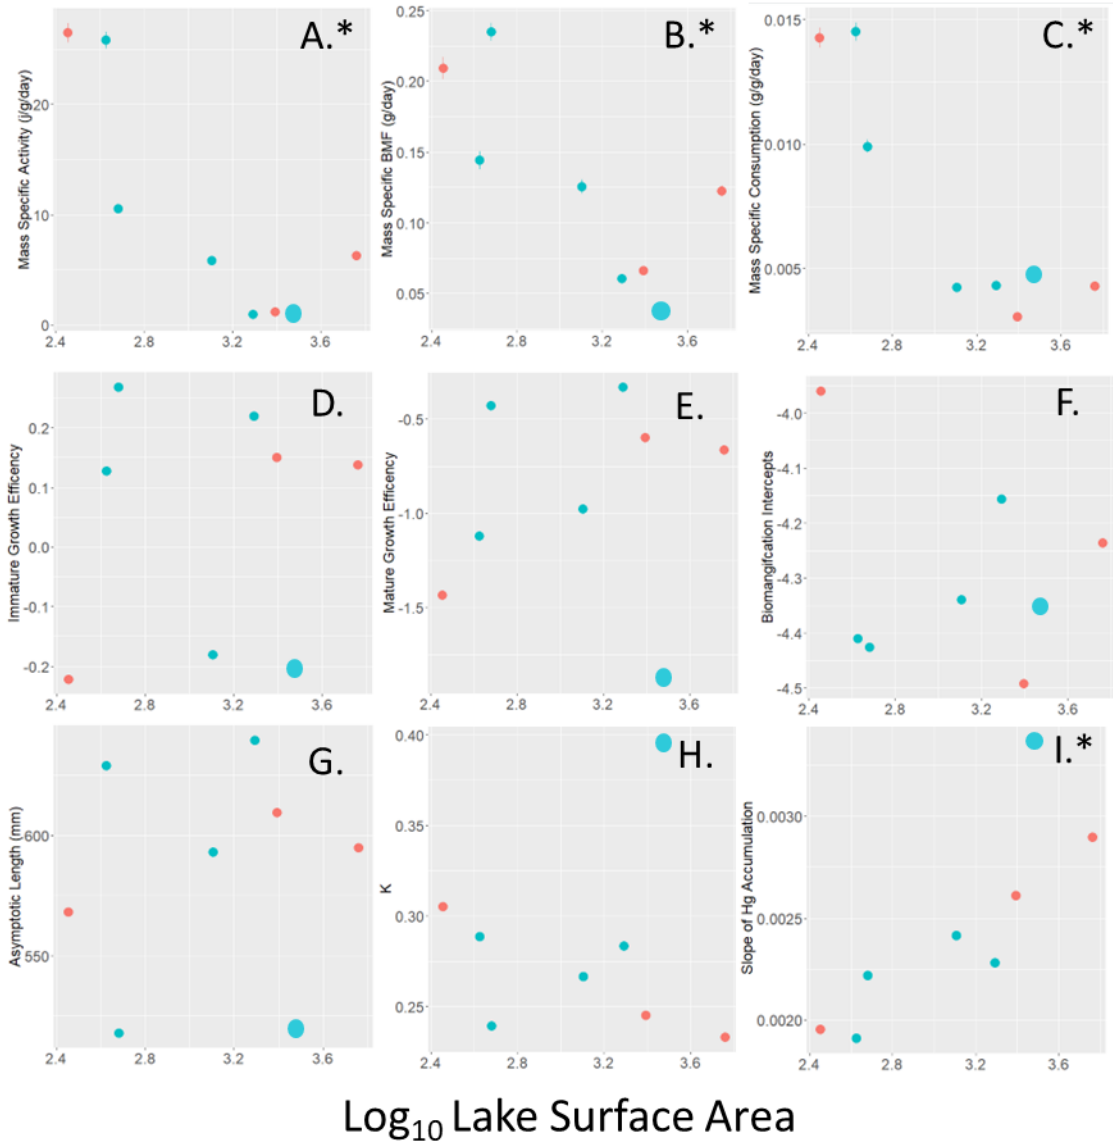 A.*
Mass Specific Activity (j/g/day)
20
10
0
2.4 2.8 3.2 3.6
B.*
Mass Specific BMF (g/day)
0.25
0.20
0.15
0.10
0.05
2.4 2.8 3.2 3.6
C.*
Mass Specific Consumption (g/g/day)
0.015
0.010
0.005
2.4 2.8 3.2 3.6
D.
Immature Growth Efficency
0.2
0.1
0.0
-0.1
-0.2
2.4 2.8 3.2 3.6
E.
Mature Growth Efficency
-0.5
-1.0
-1.5
2.4 2.8 3.2 3.6
F.
Biomangifcation Intercepts
-4.0
-4.1
-4.2
-4.3
-4.4
-4.5
2.4 2.8 3.2 3.6
G.
Asymptotic Length (mm)
600
550
2.4 2.8 3.2 3.6
H.
K
0.40
0.35
0.30
0.25
2.4 2.8 3.2 3.6
I.*
Slope of Hg Accumulation
0.0030
0.0025
0.0020
2.4 2.8 3.2 3.6
Log10 Lake Surface Area